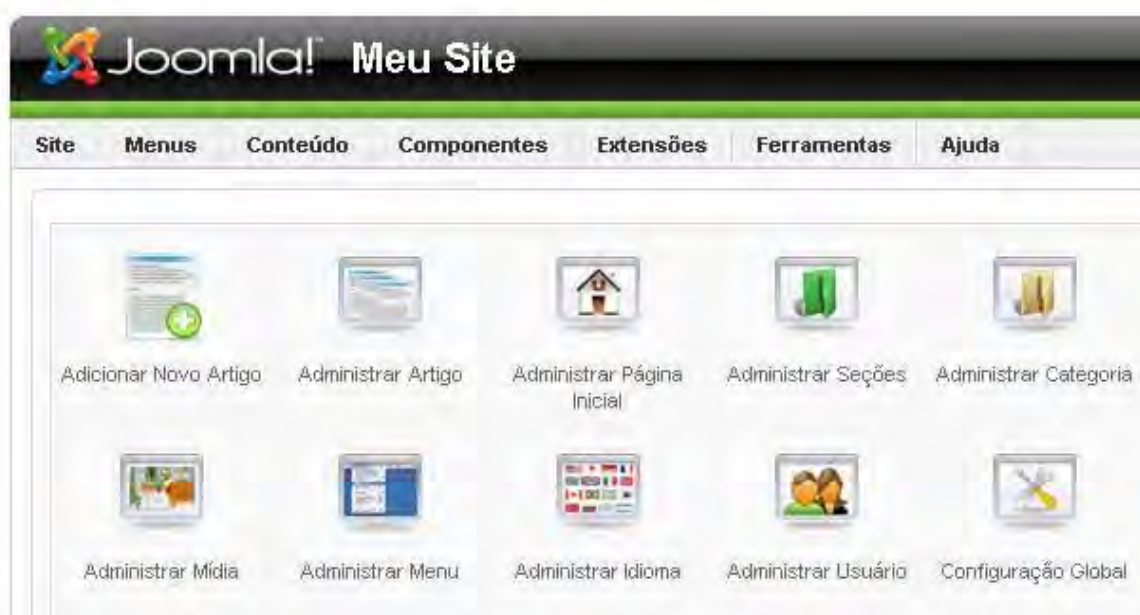 Joomla!™ Meu Site
Site Menus Conteúdo Componentes Extensões Ferramentas Ajuda
Adicionar Novo Artigo Administrar Artigo Administrar Página Inicial Administrar Seções Administrar Categoria
Administrar Mídia Administrar Menu Administrar Idioma Administrar Usuário Configuração Global